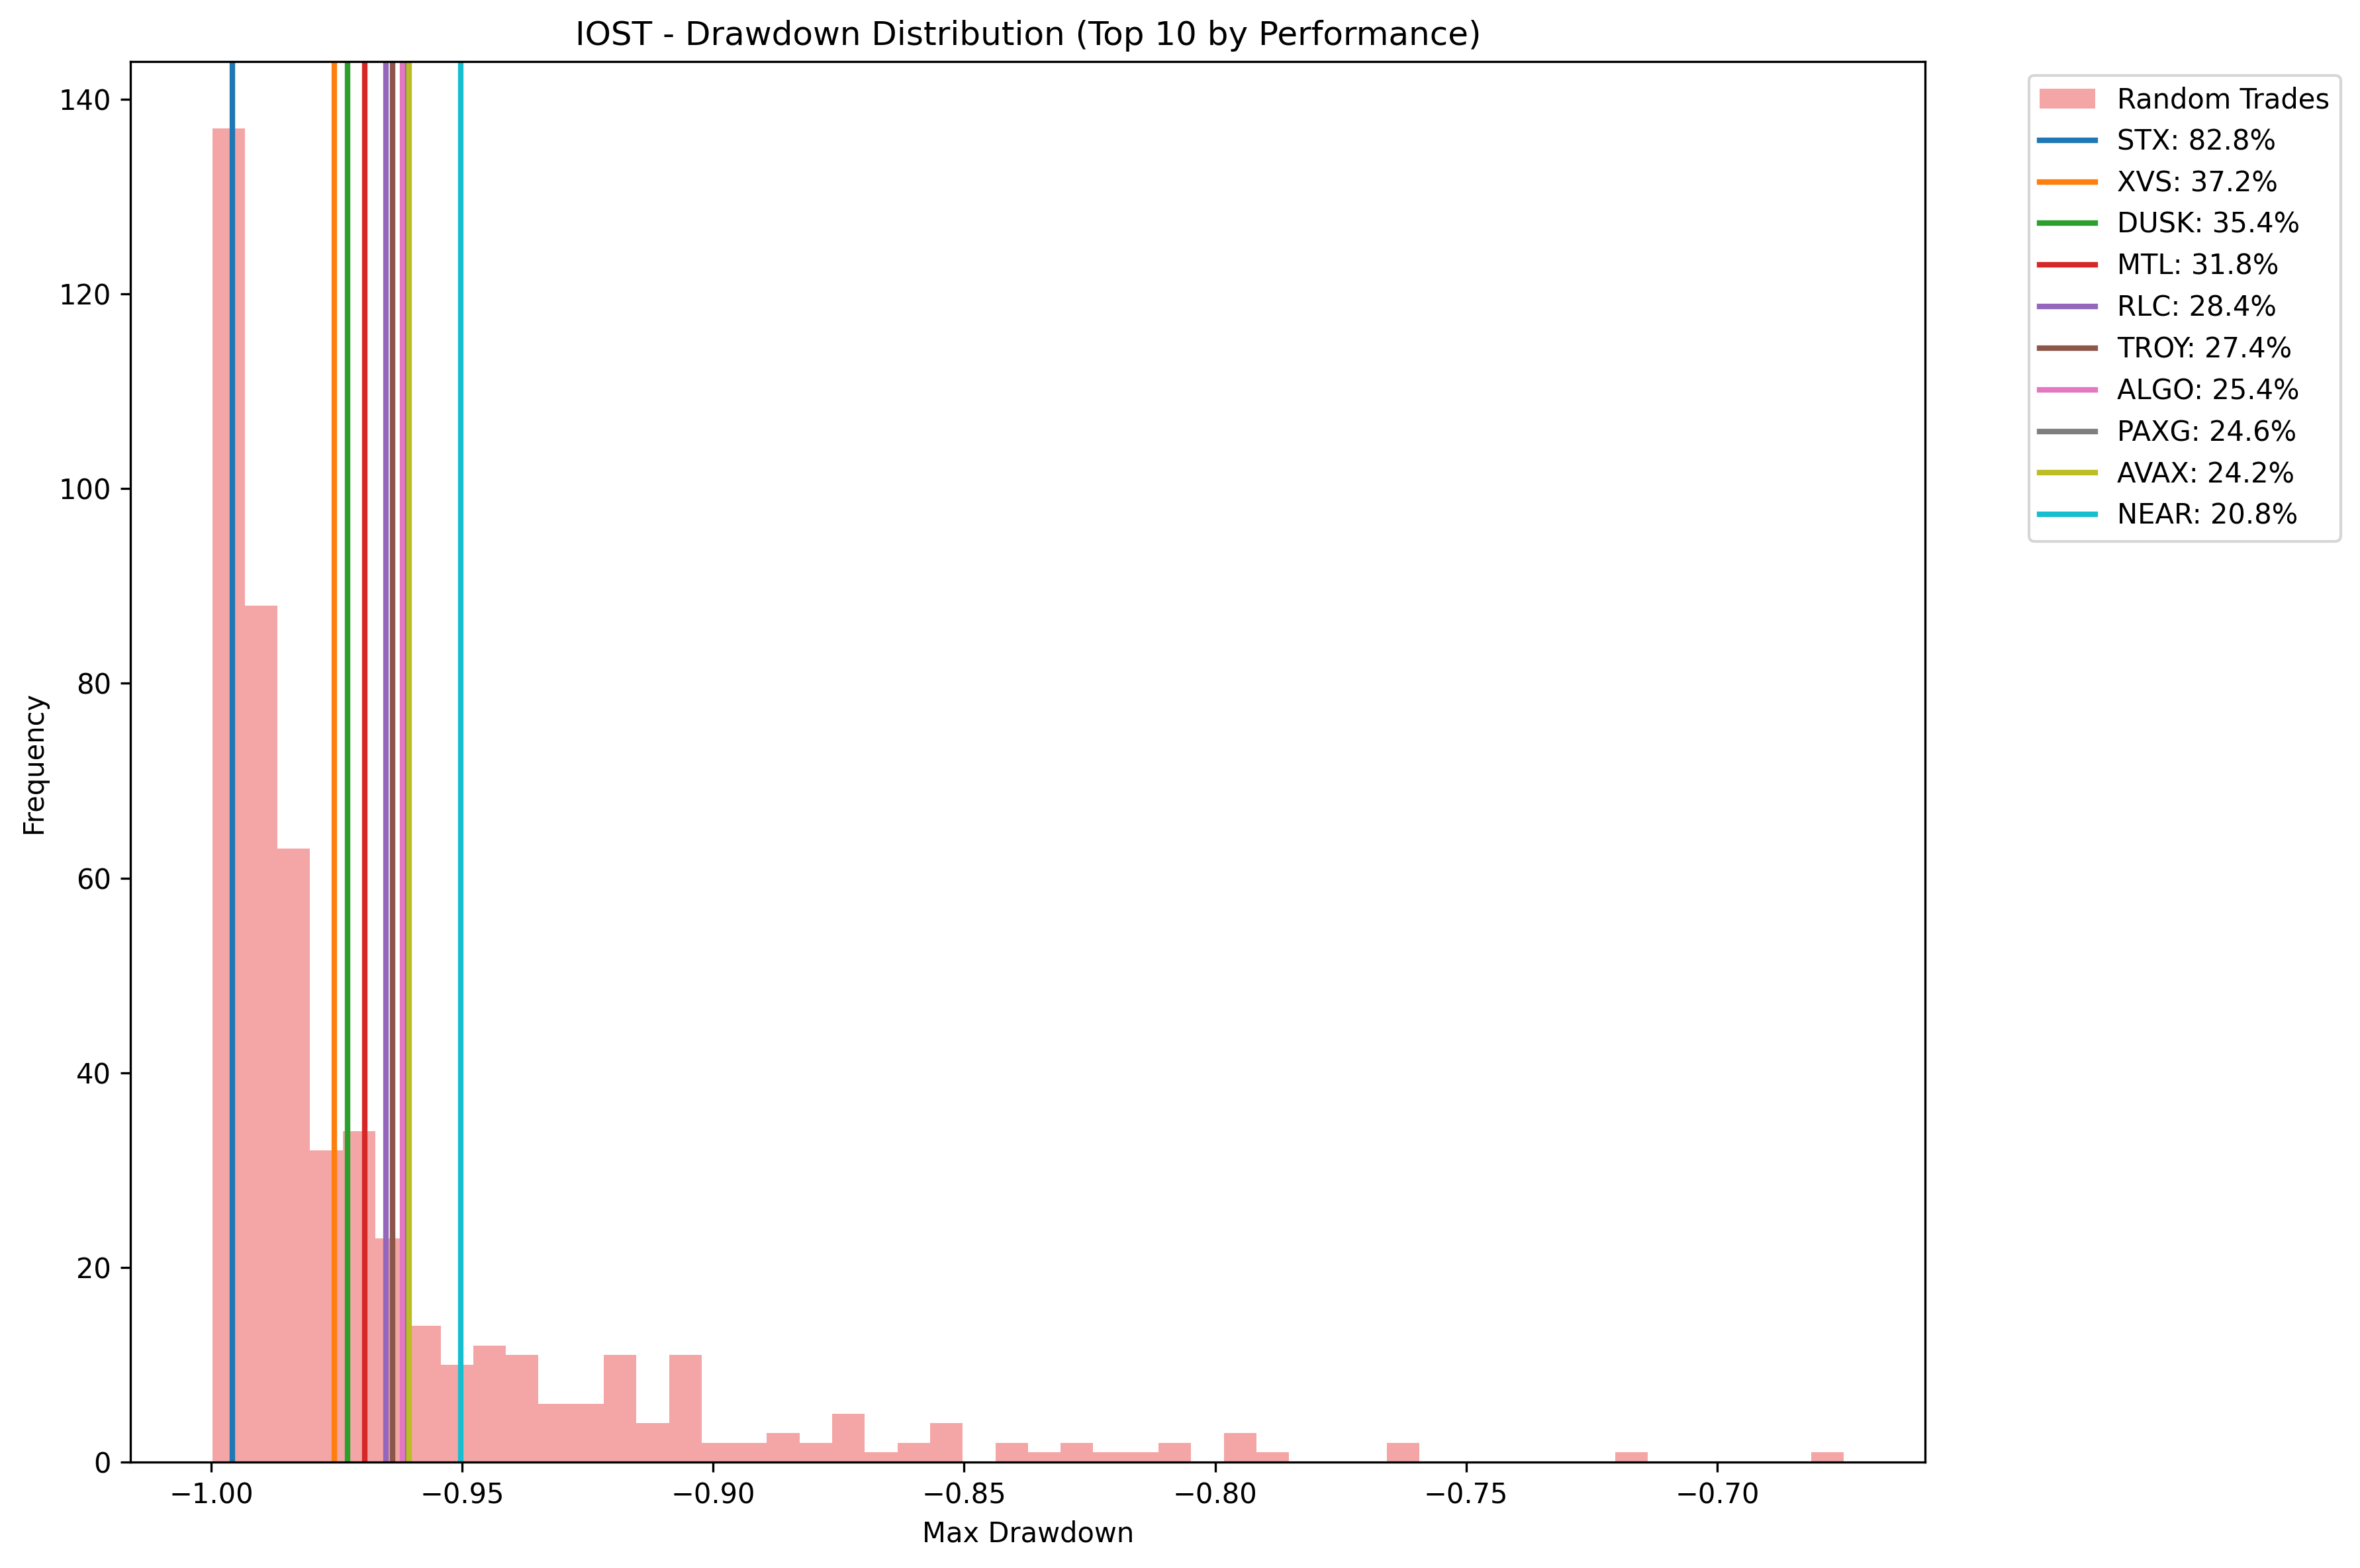 IOST - Drawdown Distribution (Top 10 by Performance)
140
120
100
80
60
40
20
0
Frequency
−1.00
−0.95
−0.90
−0.85
−0.80
−0.75
−0.70
Max Drawdown
Random Trades
STX: 82.8%
XVS: 37.2%
DUSK: 35.4%
MTL: 31.8%
RLC: 28.4%
TROY: 27.4%
ALGO: 25.4%
PAXG: 24.6%
AVAX: 24.2%
NEAR: 20.8%